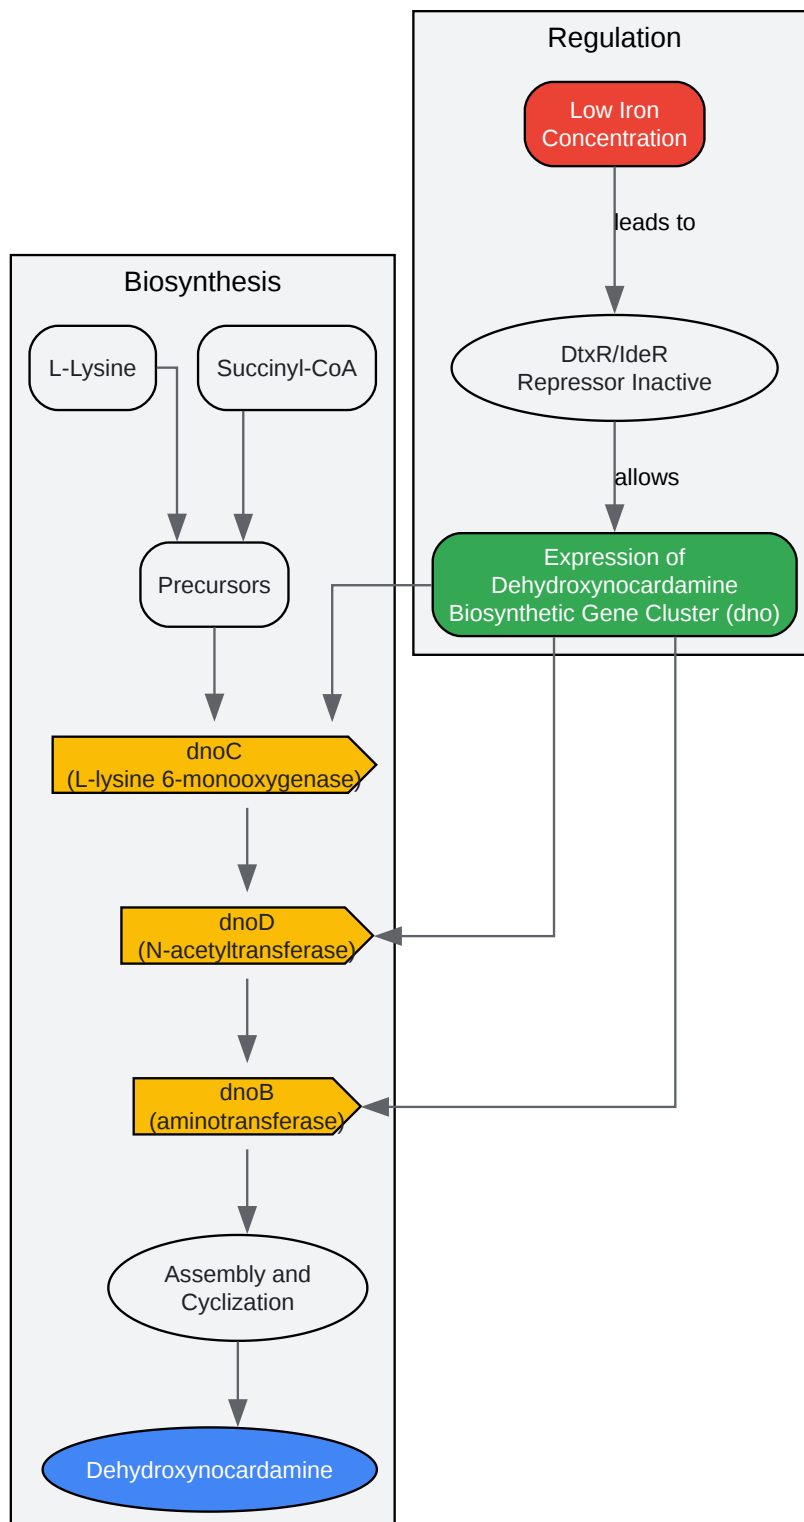 Regulation
Low Iron
Concentration
leads to
DtxR/IdeR
Repressor Inactive
allows
Expression of
Dehydroxynocardamine
Biosynthetic Gene Cluster (dno)
Biosynthesis
L-Lysine
Succinyl-CoA
Precursors
dnoC
(L-lysine 6-monooxygenase)
dnoD
(N-acetyltransferase)
dnoB
(aminotransferase)
Assembly and
Cyclization
Dehydroxynocardamine